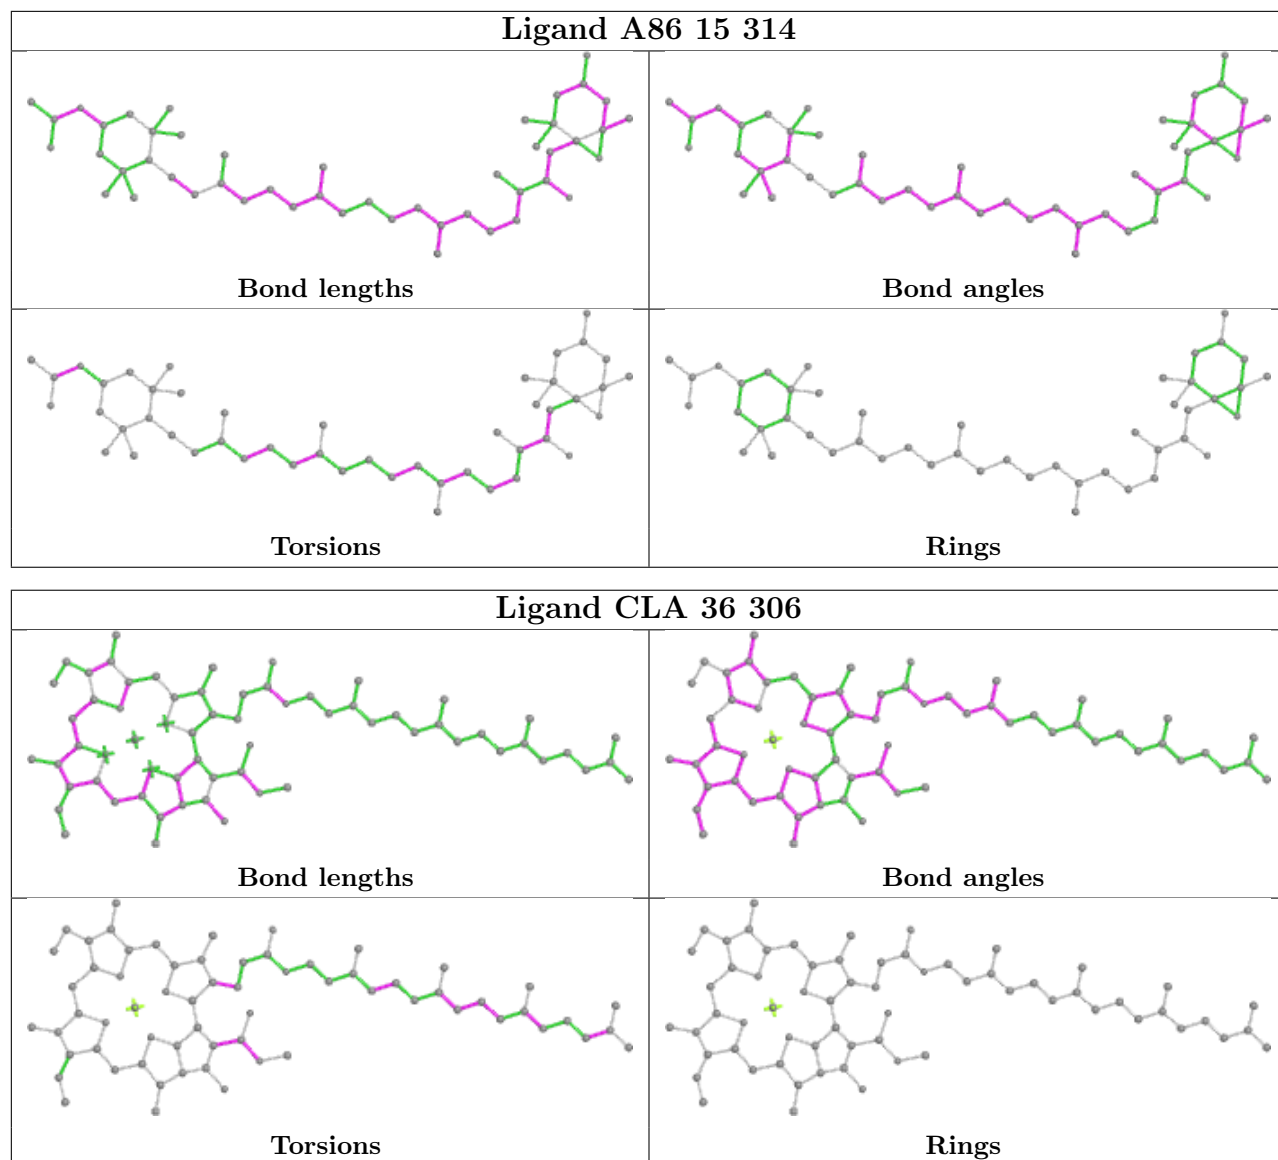 Ligand A86 15 314
Bond lengths
Bond angles
Torsions
Rings
Ligand CLA 36 306
Bond lengths
Bond angles
Torsions
Rings